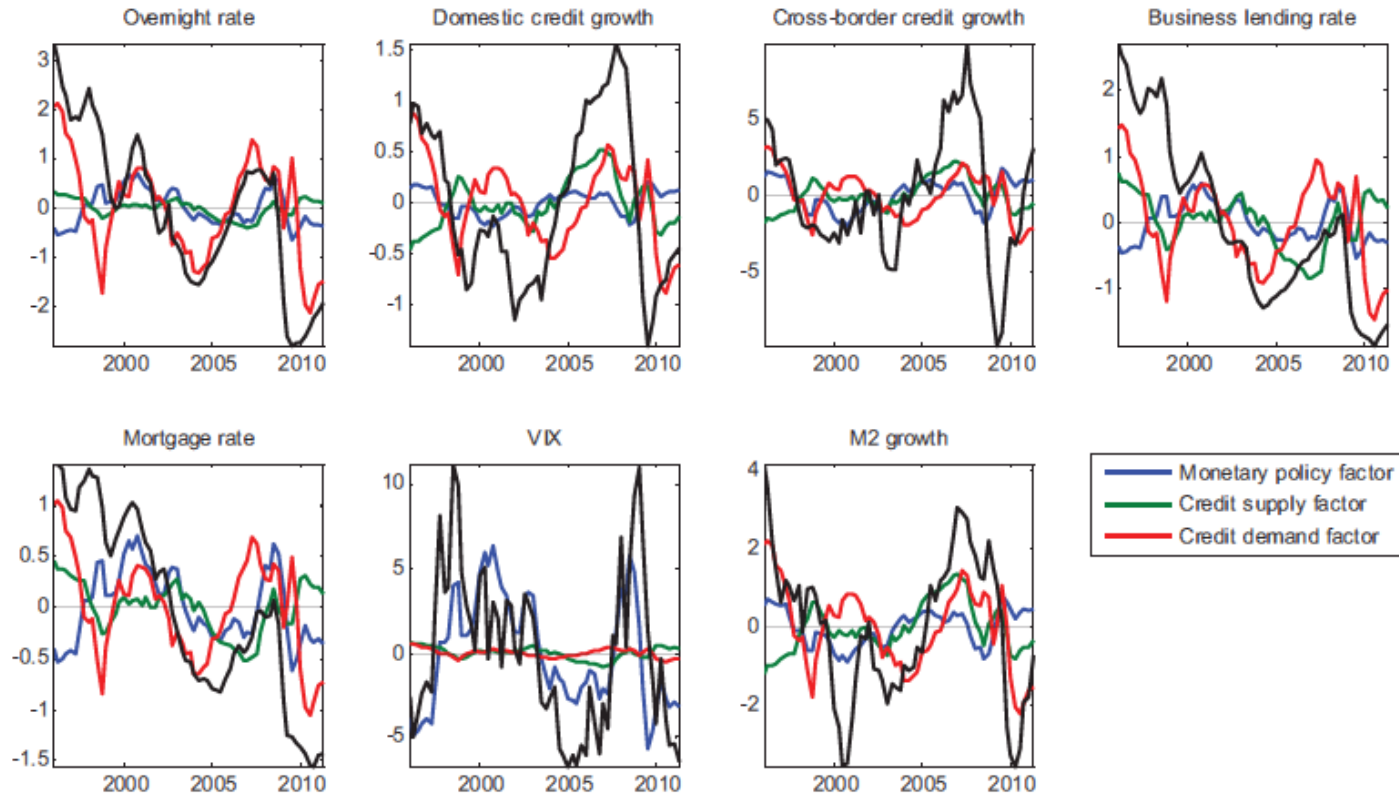 Overnight rate
Domestic credit growth
Cross-border credit growth
Business lending rate
3
2
1
0
-1
-2
2000 2005 2010
1.5
1
0.5
0
-0.5
-1
2000 2005 2010
5
0
-5
2000 2005 2010
2
1
0
-1
2000 2005 2010
Mortgage rate
VIX
M2 growth
1
0.5
0
-0.5
-1
-1.5
2000 2005 2010
10
5
0
-5
2000 2005 2010
4
2
0
-2
2000 2005 2010
Monetary policy factor
Credit supply factor
Credit demand factor